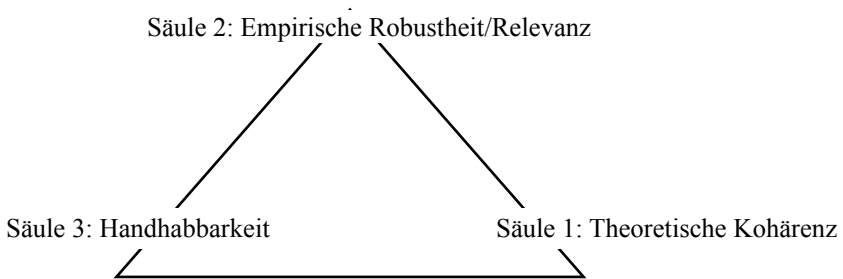 Säule 2: Empirische Robustheit/Relevanz
Säule 3: Handhabbarkeit
Säule 1: Theoretische Kohärenz